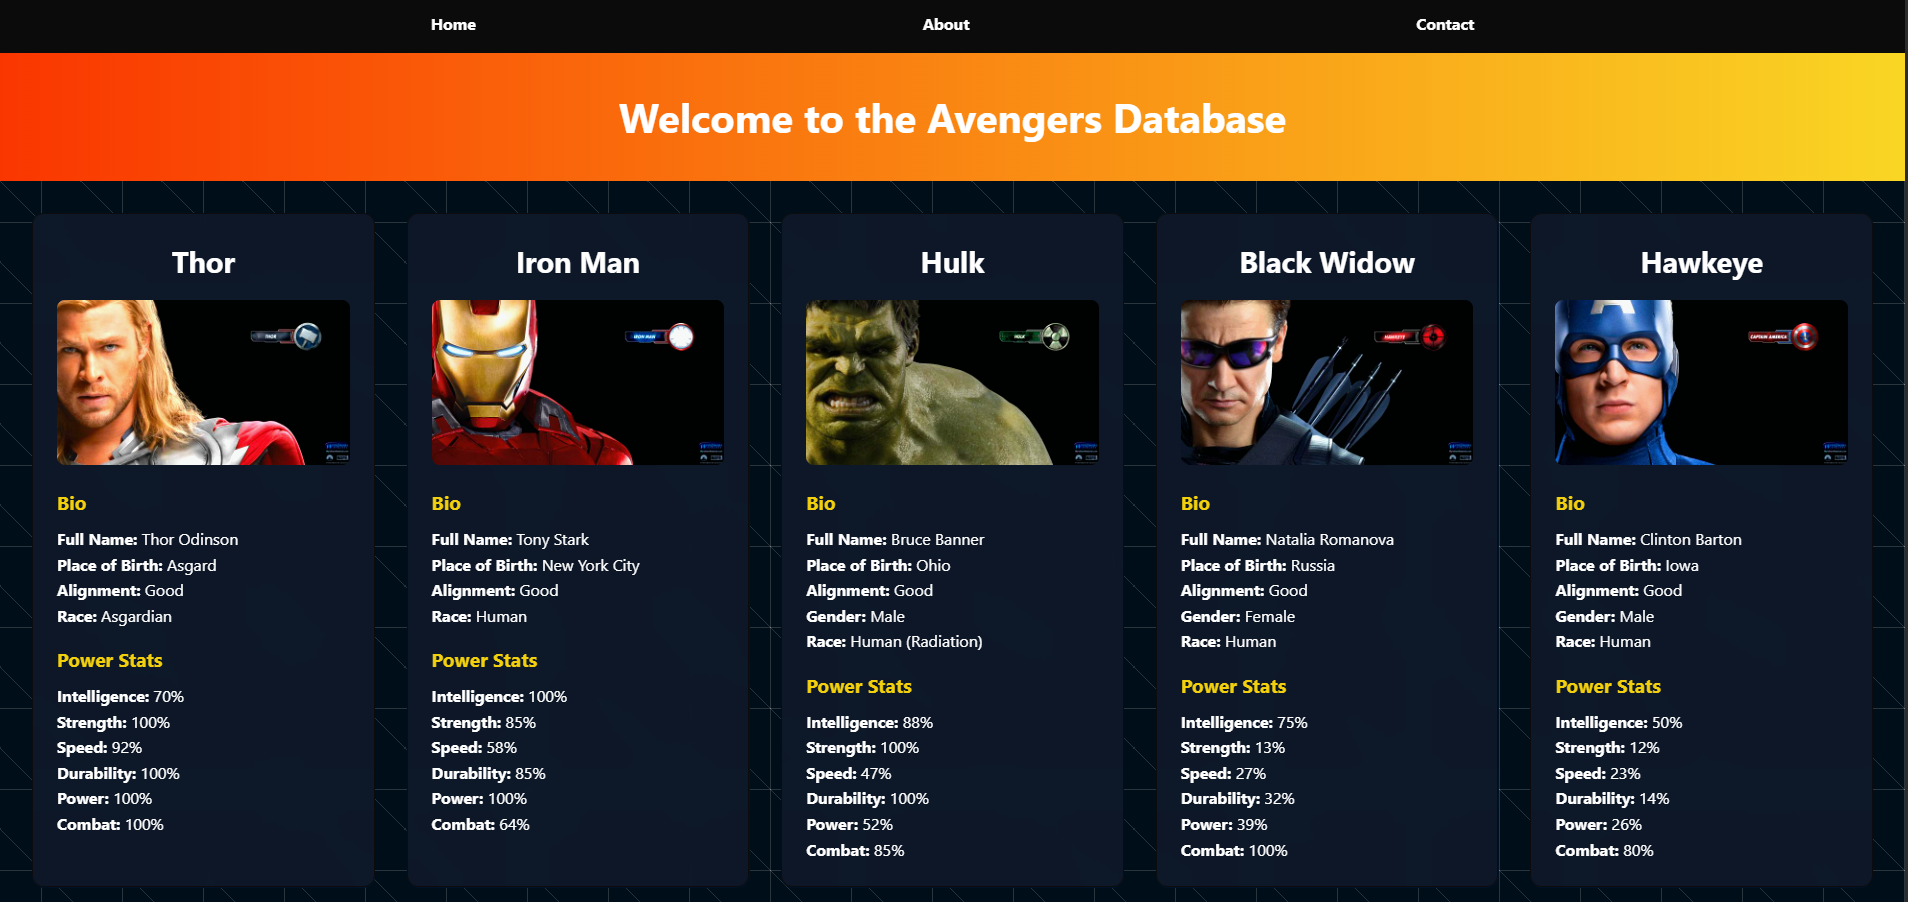 Home
About
Contact
Welcome to the Avengers Database
Thor
THOR
Bio
Full Name: Thor Odinson
Place of Birth: Asgard
Alignment: Good
Race: Asgardian
Power Stats
Intelligence: 70%
Strength: 100%
Speed: 92%
Durability: 100%
Power: 100%
Combat: 100%
Iron Man
IRON MAN
Bio
Full Name: Tony Stark
Place of Birth: New York City
Alignment: Good
Race: Human
Power Stats
Intelligence: 100%
Strength: 85%
Speed: 58%
Durability: 85%
Power: 100%
Combat: 64%
Hulk
HULK
Bio
Full Name: Bruce Banner
Place of Birth: Ohio
Alignment: Good
Gender: Male
Race: Human (Radiation)
Power Stats
Intelligence: 88%
Strength: 100%
Speed: 47%
Durability: 100%
Power: 52%
Combat: 85%
Black Widow
HAWKEYE
Bio
Full Name: Natalia Romanova
Place of Birth: Russia
Alignment: Good
Gender: Female
Race: Human
Power Stats
Intelligence: 75%
Strength: 13%
Speed: 27%
Durability: 32%
Power: 39%
Combat: 100%
Hawkeye
CAPTAIN AMERICA
Bio
Full Name: Clinton Barton
Place of Birth: Iowa
Alignment: Good
Gender: Male
Race: Human
Power Stats
Intelligence: 50%
Strength: 12%
Speed: 23%
Durability: 14%
Power: 26%
Combat: 80%